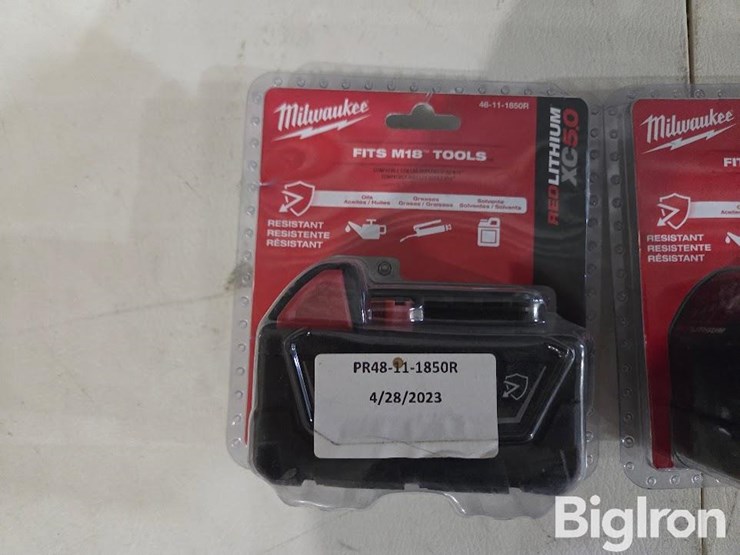 Milwaukee
48-11-1850R
FITS M18™ TOOLS
REDLITHIUM
XC5.0
Oils
Aceites / Huiles
Greases
Grasas / Graisses
Solvents
Solventes / Solvants
RESISTANT
RESISTENTE
RÉSISTANT
PR48-11-1850R
4/28/2023
Milwaukee
RESISTANT
RESISTENTE
RÉSISTANT
BigIron